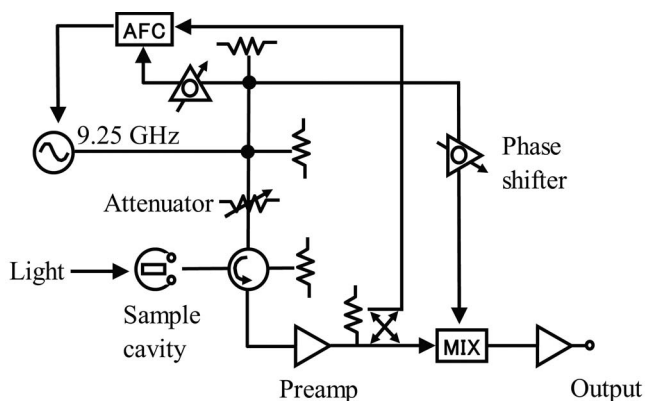 AFC
9.25 GHz
Phase
shifter
Attenuator
Light
Sample
cavity
MIX
Preamp
Output